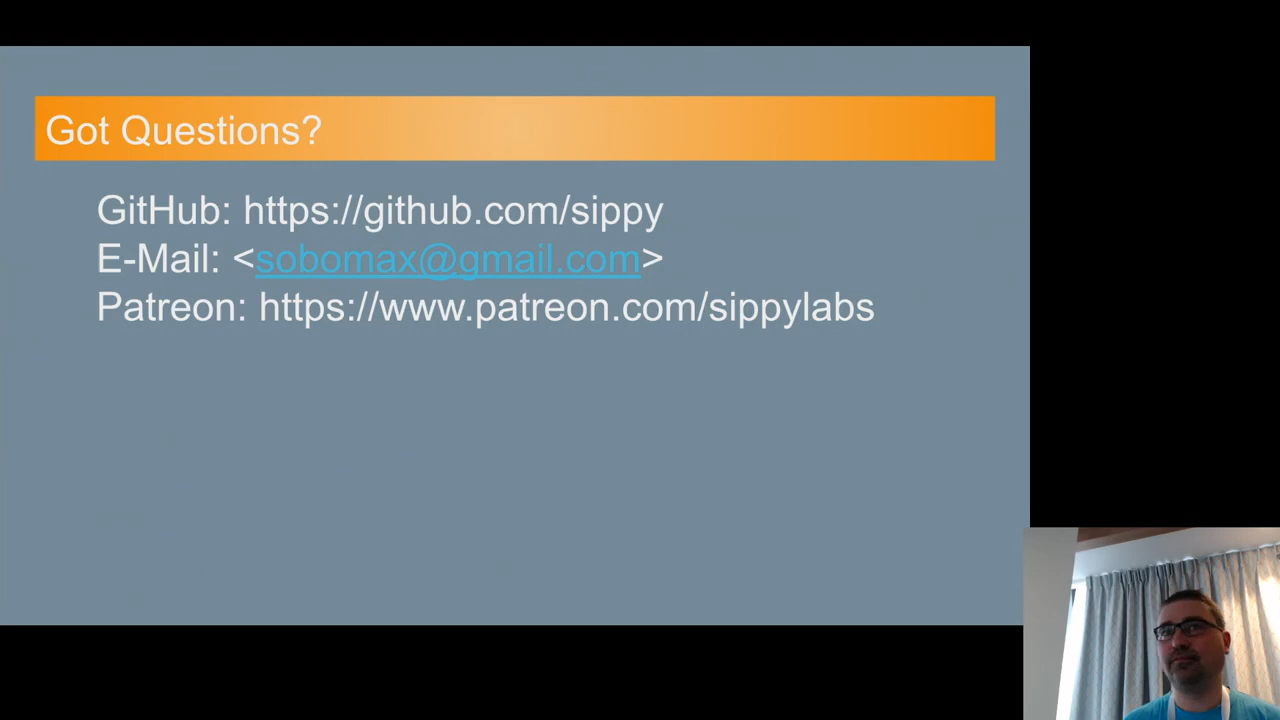 Got Questions?
GitHub: https://github.com/sippy
E-Mail: <sobomax@gmail.com>
Patreon: https://www.patreon.com/sippylabs